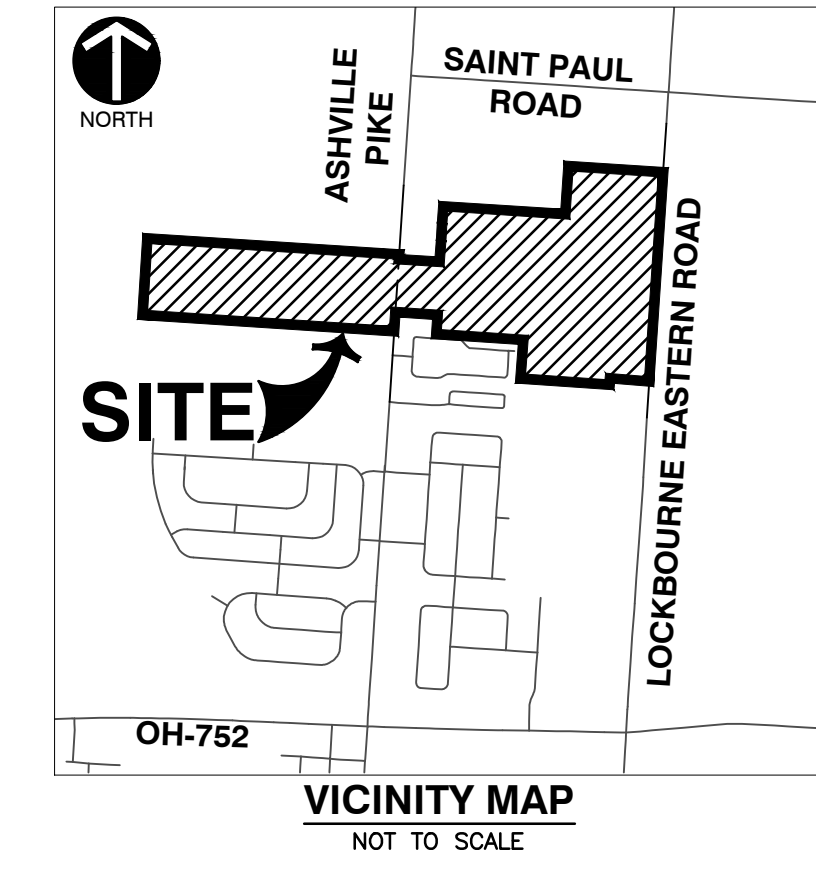 NORTH
ASHVILLE
PIKE
SAINT PAUL
ROAD
LOCKBOURNE EASTERN ROAD
SITE
OH-752
VICINITY MAP
NOT TO SCALE